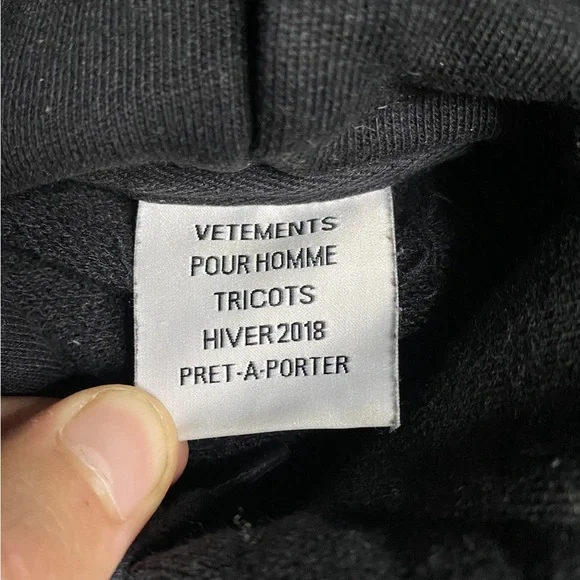 VETEMENTS
POUR HOMME
TRICOTS
HIVER 2018
PRET-A-PORTER